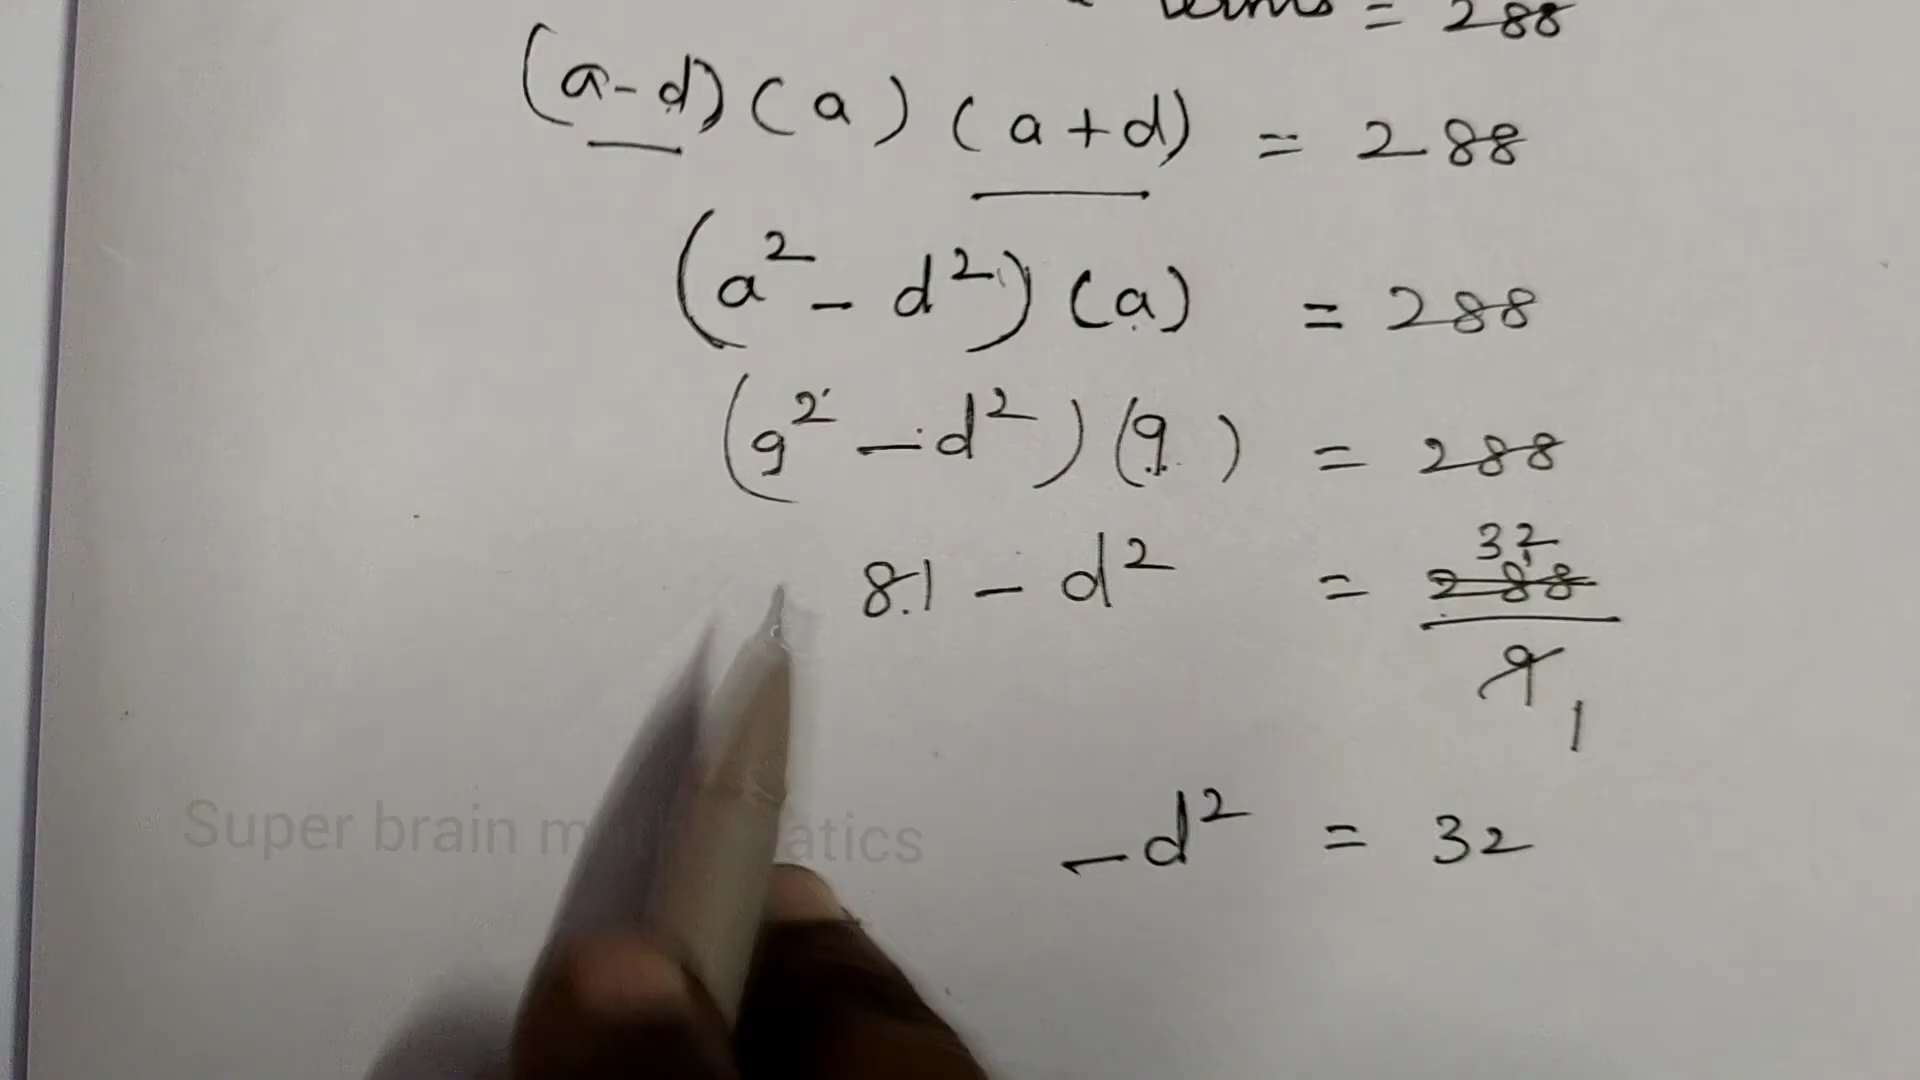 terms = 288
(a-d) (a) (a+d) = 288
(a² - d²) (a) = 288
(9² - d²) (9) = 288
32
81 - d² = 288
9 1
-d² = 32
Super brain
atics